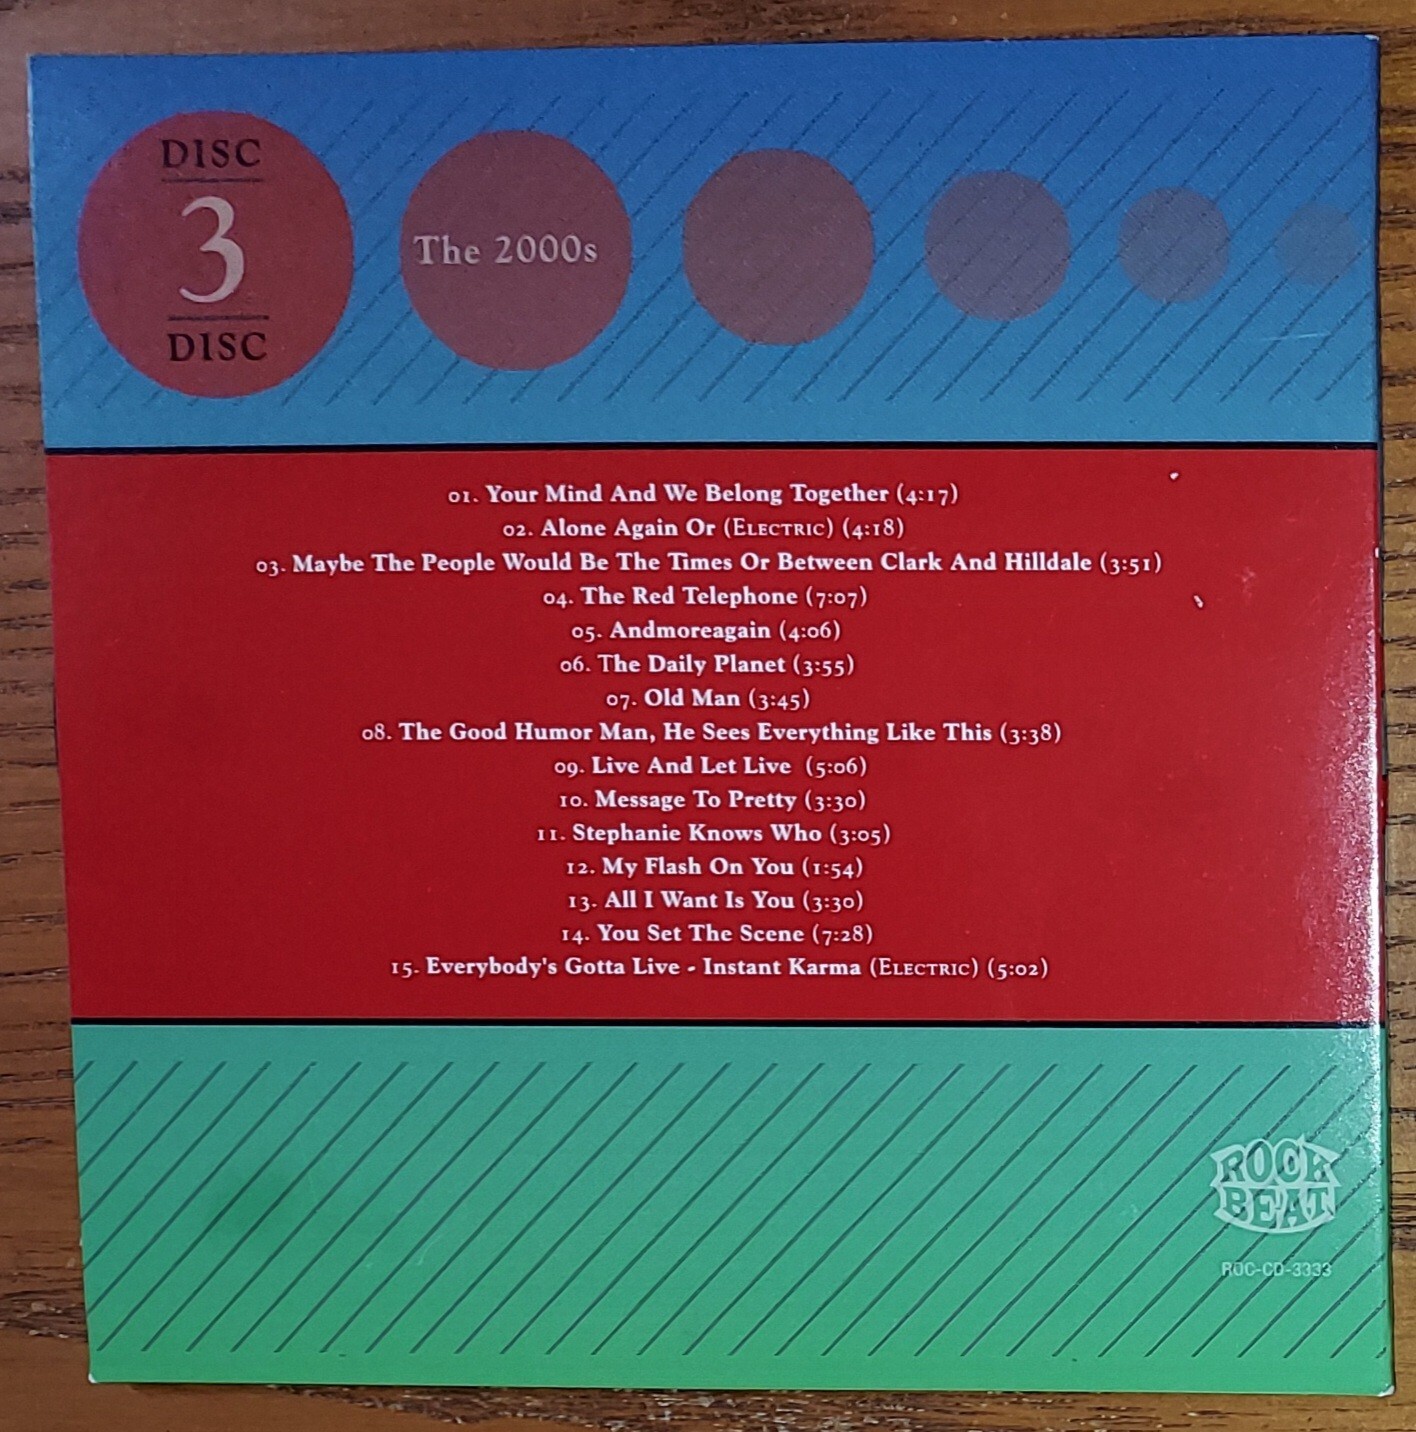 DISC
3
DISC
The 2000s
01. Your Mind And We Belong Together (4:17)
02. Alone Again Or (ELECTRIC) (4:18)
03. Maybe The People Would Be The Times Or Between Clark And Hilldale (3:51)
04. The Red Telephone (7:07)
05. Andmoreagain (4:06)
06. The Daily Planet (3:55)
07. Old Man (3:45)
08. The Good Humor Man, He Sees Everything Like This (3:38)
09. Live And Let Live (5:06)
10. Message To Pretty (3:30)
11. Stephanie Knows Who (3:05)
12. My Flash On You (1:54)
13. All I Want Is You (3:30)
14. You Set The Scene (7:28)
15. Everybody's Gotta Live - Instant Karma (ELECTRIC) (5:02)
ROCK
BEAT
ROC-CD-3333